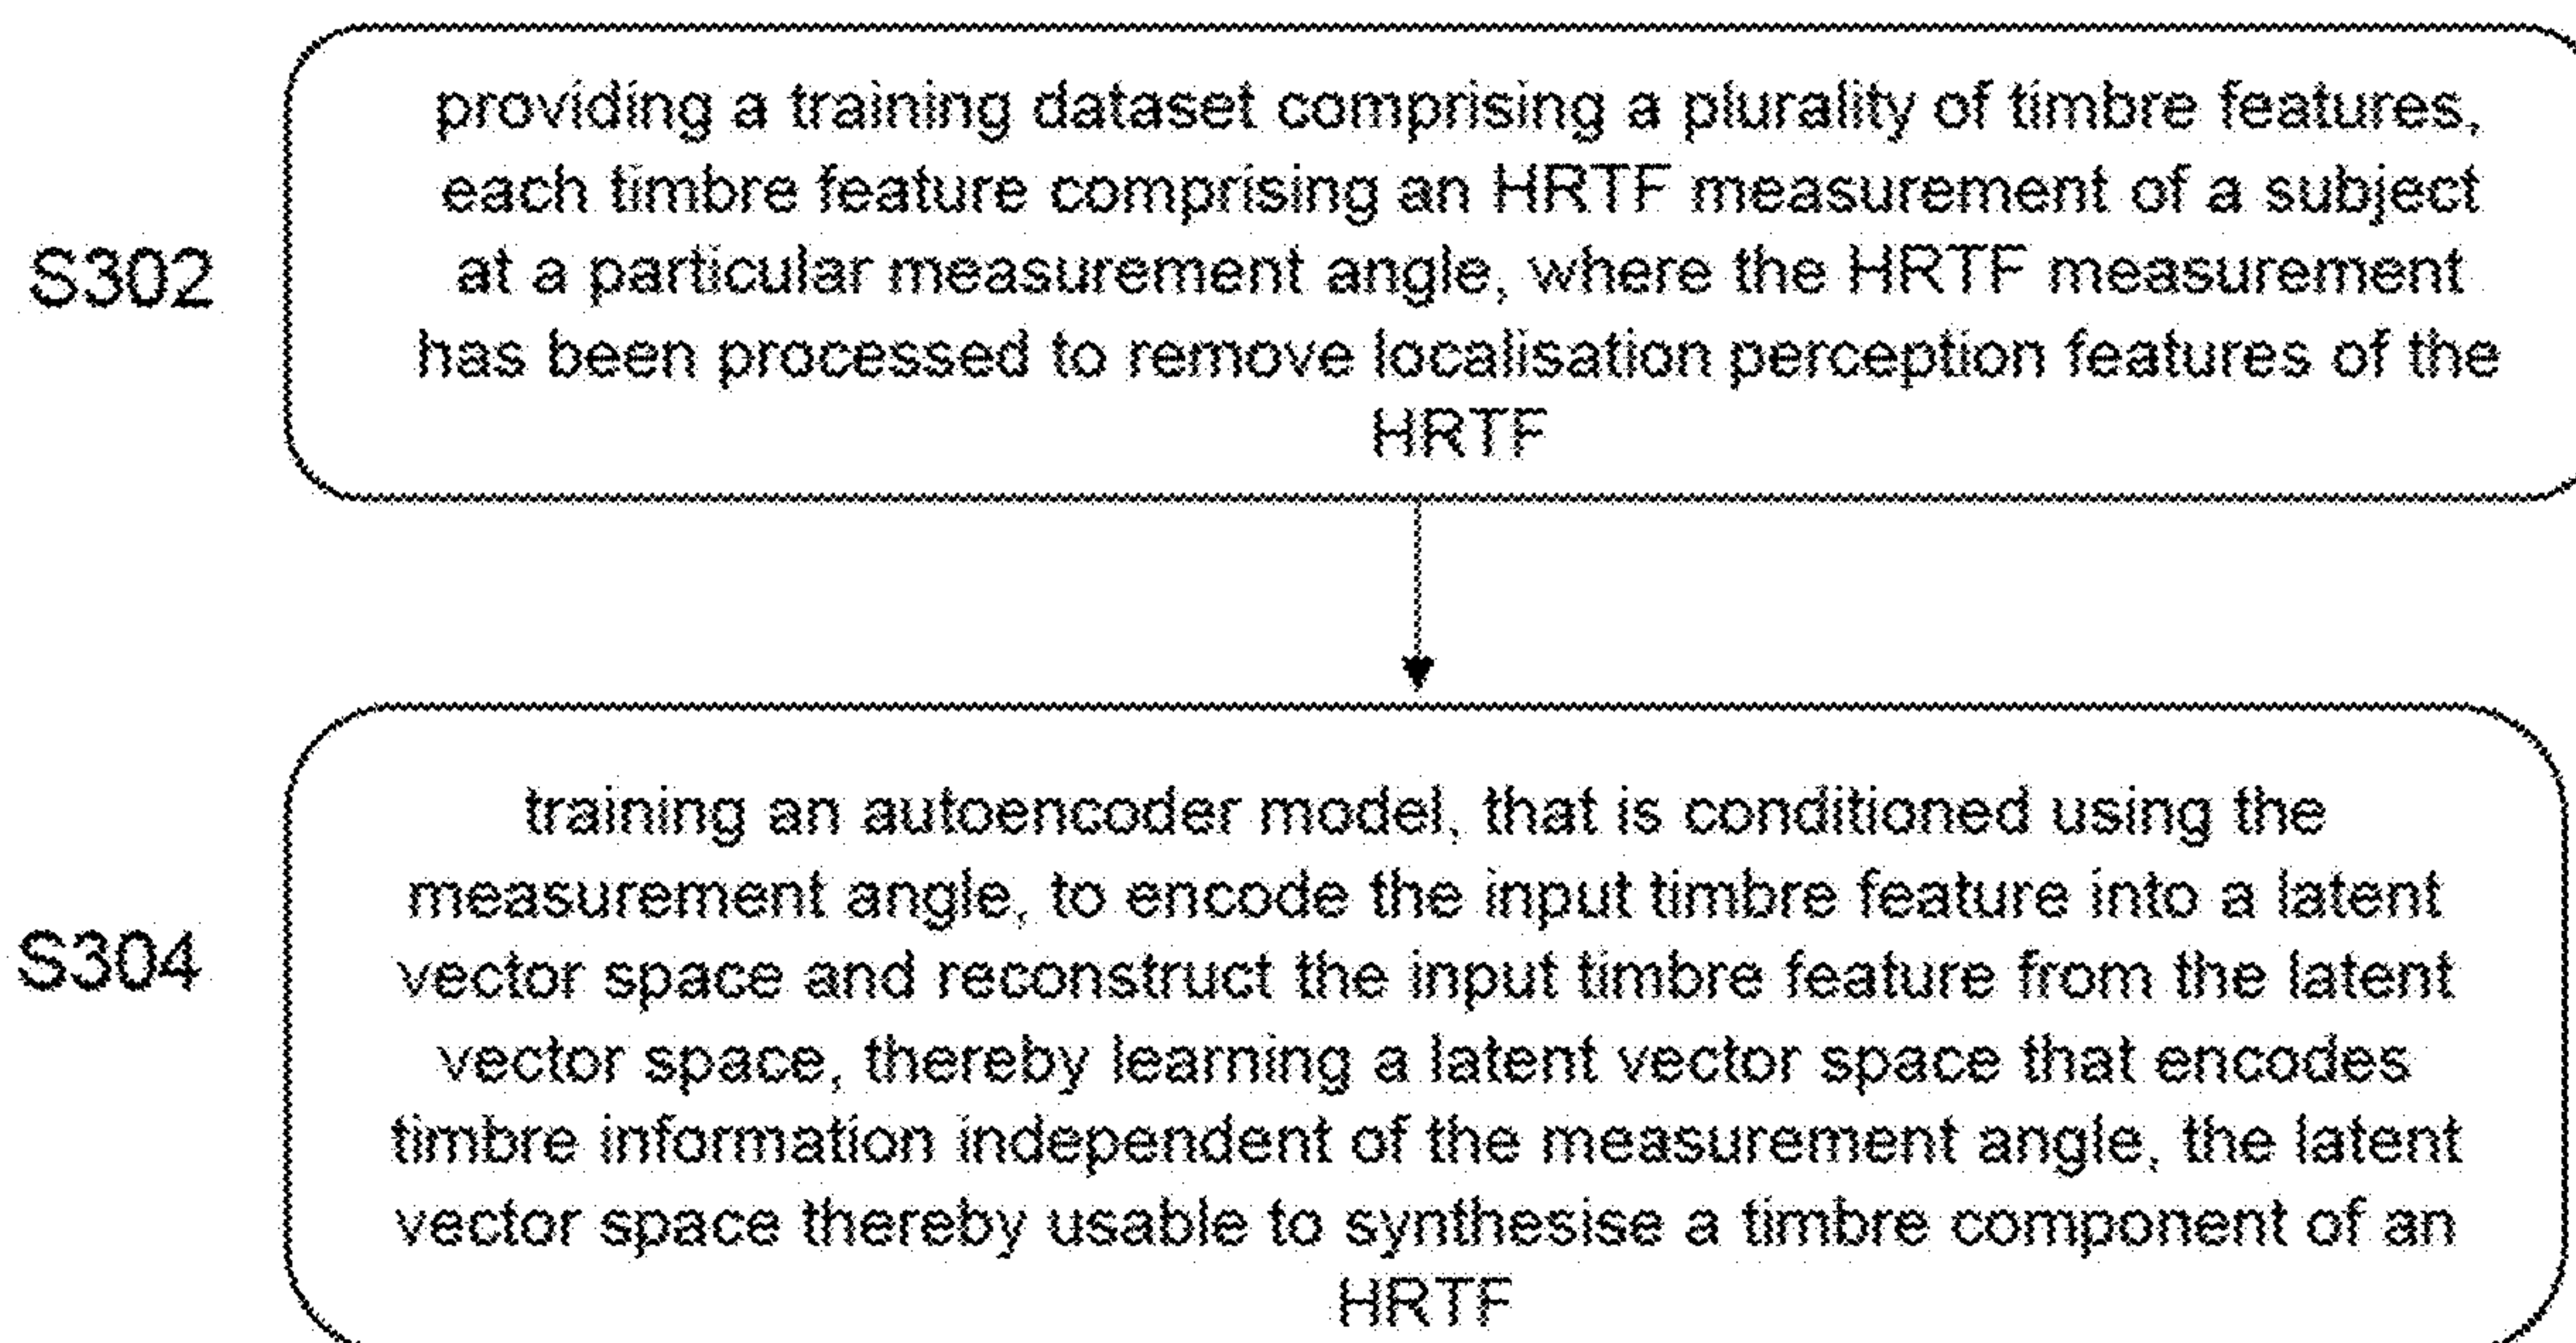 providing a training dataset comprising a plurality of timbre features,
each timbre feature comprising an HRTF measurement of a subject
S302
at a particular measurement angle, where the HRTF measurement
has been processed to remove localisation perception features of the
HRTF
training an autoencoder model, that is conditioned using the
measurement angle, to encode the input timbre feature into a latent
S304
vector space and reconstruct the input timbre feature from the latent
vector space, thereby learning a latent vector space that encodes
timbre information independent of the measurement angle, the latent
vector space thereby usable to synthesise a timbre component of an
HRTF